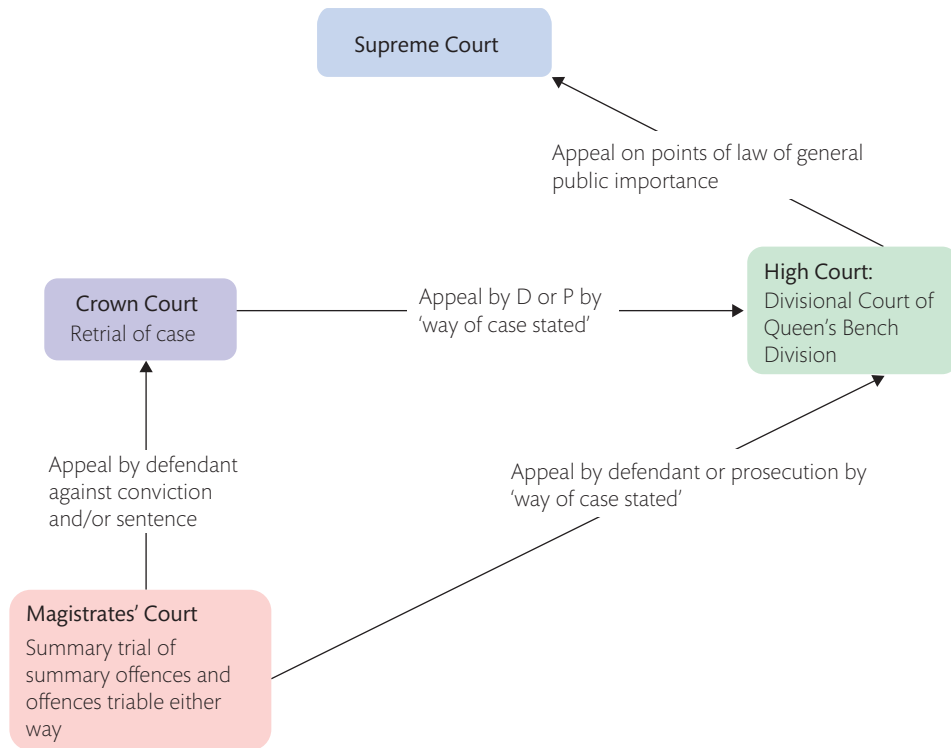 Supreme Court
Appeal on points of law of general
public importance
High Court:
Divisional Court of
Queen’s Bench
Division
Crown Court
Retrial of case
Appeal by D or P by
‘way of case stated’
Appeal by defendant
against conviction
and/or sentence
Appeal by defendant or prosecution by
‘way of case stated’
Magistrates’ Court
Summary trial of
summary offences and
offences triable either
way